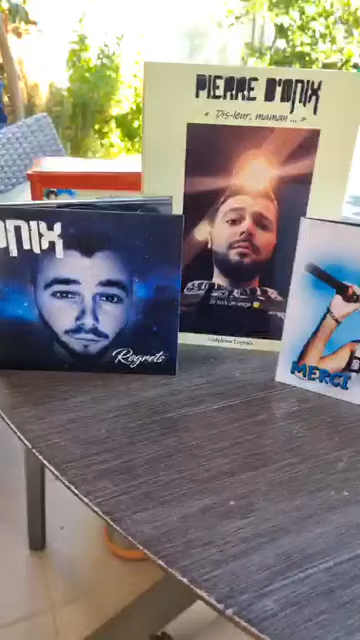 PIERRE D'ONIX
« Dis-leur, maman ... »
ONIX
Regrets
MERCI